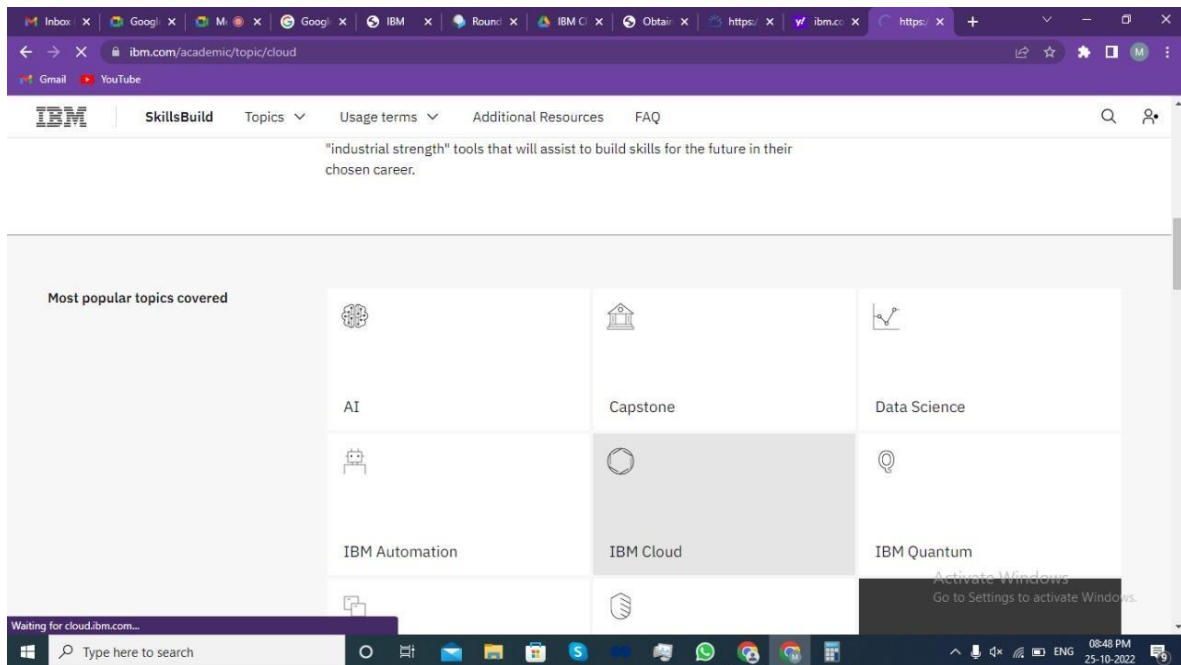 Inbox
Googl
Me
Googl
IBM
Round
IBM Cl
Obtain
https:/
ibm.co
https:/
ibm.com/academic/topic/cloud
M
Gmail
YouTube
IBM
SkillsBuild
Topics
Usage terms
Additional Resources
FAQ
"industrial strength" tools that will assist to build skills for the future in their
chosen career.
Most popular topics covered
AI
Capstone
Data Science
IBM Automation
IBM Cloud
IBM Quantum
Activate Windows
Go to Settings to activate Windows.
Waiting for cloud.ibm.com...
Type here to search
ENG
08:48 PM
25-10-2022
9